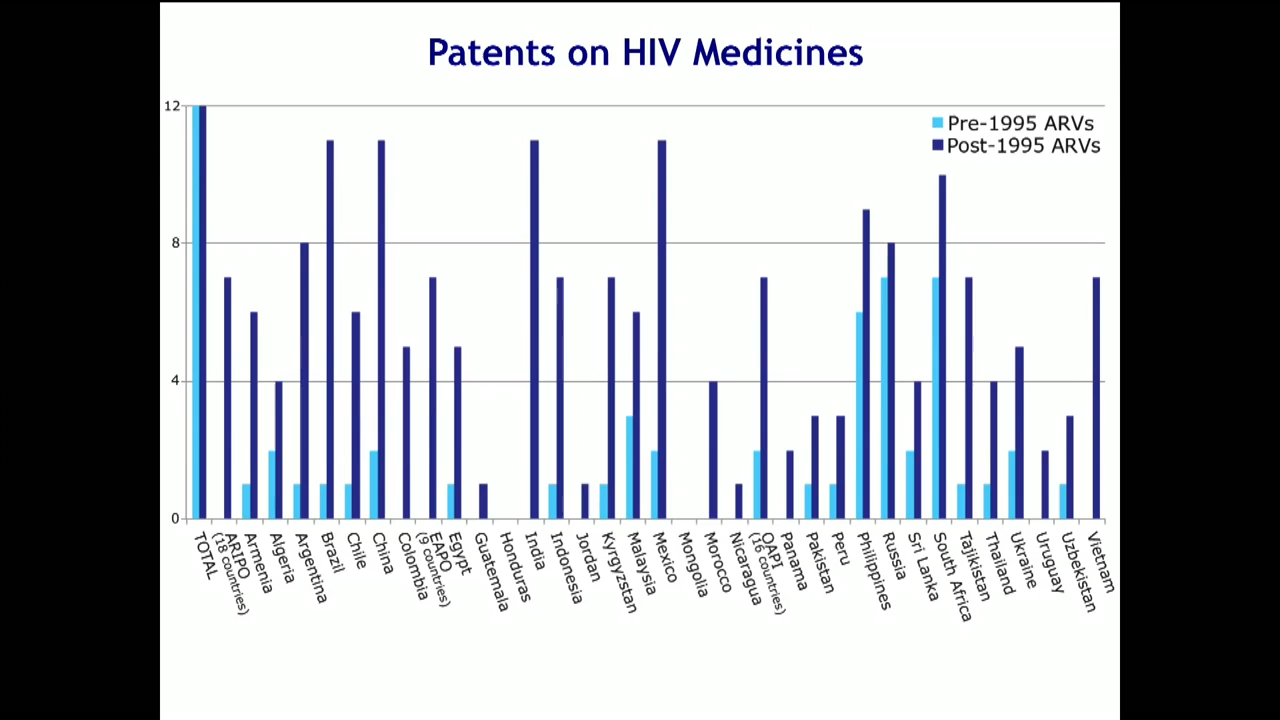 Patents on HIV Medicines
12
8
4
0
Pre-1995 ARVs
Post-1995 ARVs
TOTAL
ARIPO
(18 countries)
Armenia
Algeria
Argentina
Brazil
Chile
China
Colombia
EAPO
(9 countries)
Egypt
Guatemala
Honduras
India
Indonesia
Jordan
Kyrgyzstan
Malaysia
Mexico
Mongolia
Morocco
Nicaragua
OAPI
(16 countries)
Panama
Pakistan
Peru
Philippines
Russia
Sri Lanka
South Africa
Tajikistan
Thailand
Ukraine
Uruguay
Uzbekistan
Vietnam